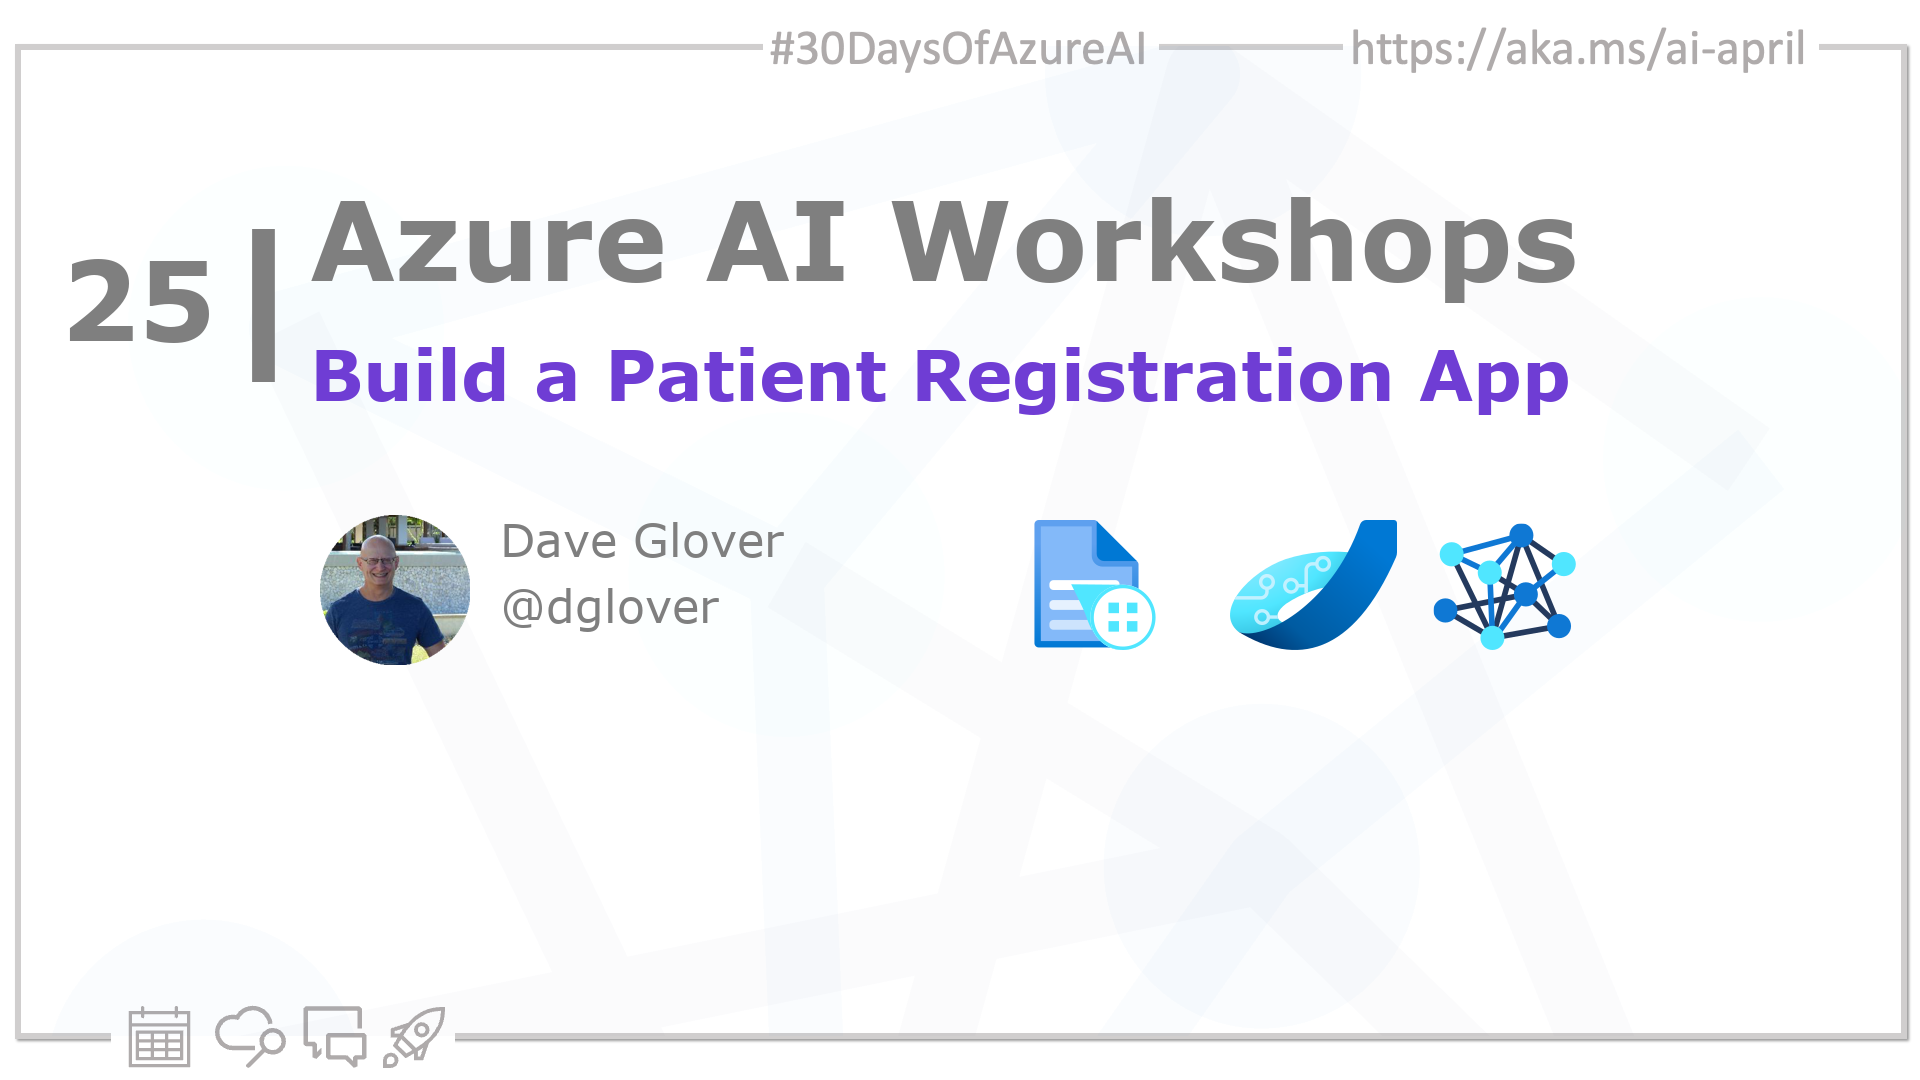 #30DaysOfAzureAI
https://aka.ms/ai-april
25
Azure AI Workshops
Build a Patient Registration App
Dave Glover
@dglover